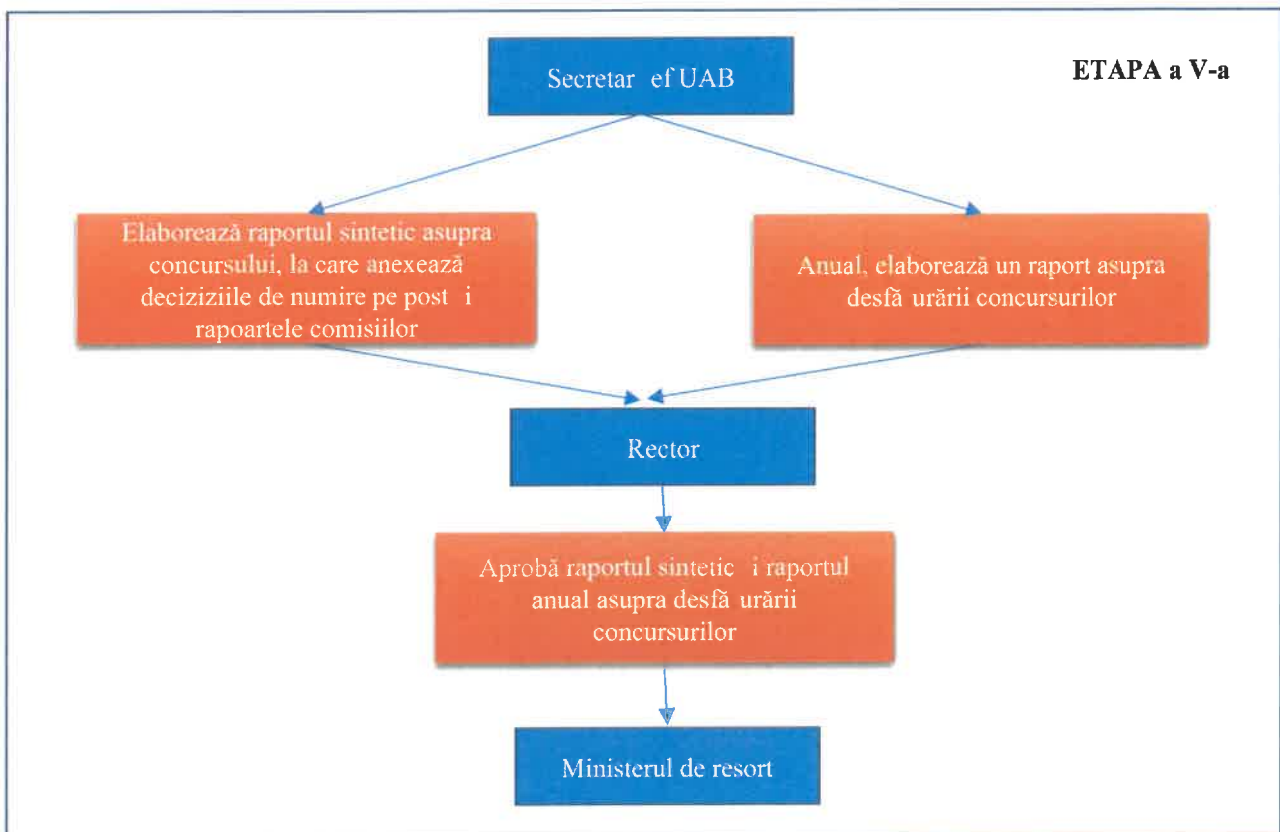 Secretar ef UAB
ETAPA a V-a
Elaborează raportul sintetic asupra
concursului, la care anexează
deciziziile de numire pe post i
rapoartele comisiilor
Anual, elaborează un raport asupra
desfă urării concursurilor
Rector
Aprobă raportul sintetic i raportul
anual asupra desfă urării
concursurilor
Ministerul de resort